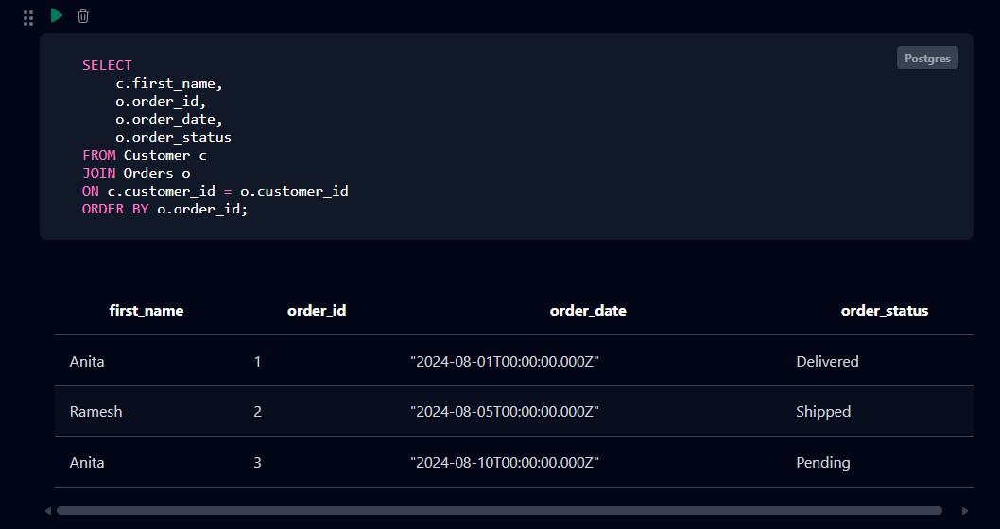 Postgres
SELECT
    c.first_name,
    o.order_id,
    o.order_date,
    o.order_status
FROM Customer c
JOIN Orders o
ON c.customer_id = o.customer_id
ORDER BY o.order_id;
first_name order_id order_date order_status
Anita 1 "2024-08-01T00:00:00.000Z" Delivered
Ramesh 2 "2024-08-05T00:00:00.000Z" Shipped
Anita 3 "2024-08-10T00:00:00.000Z" Pending